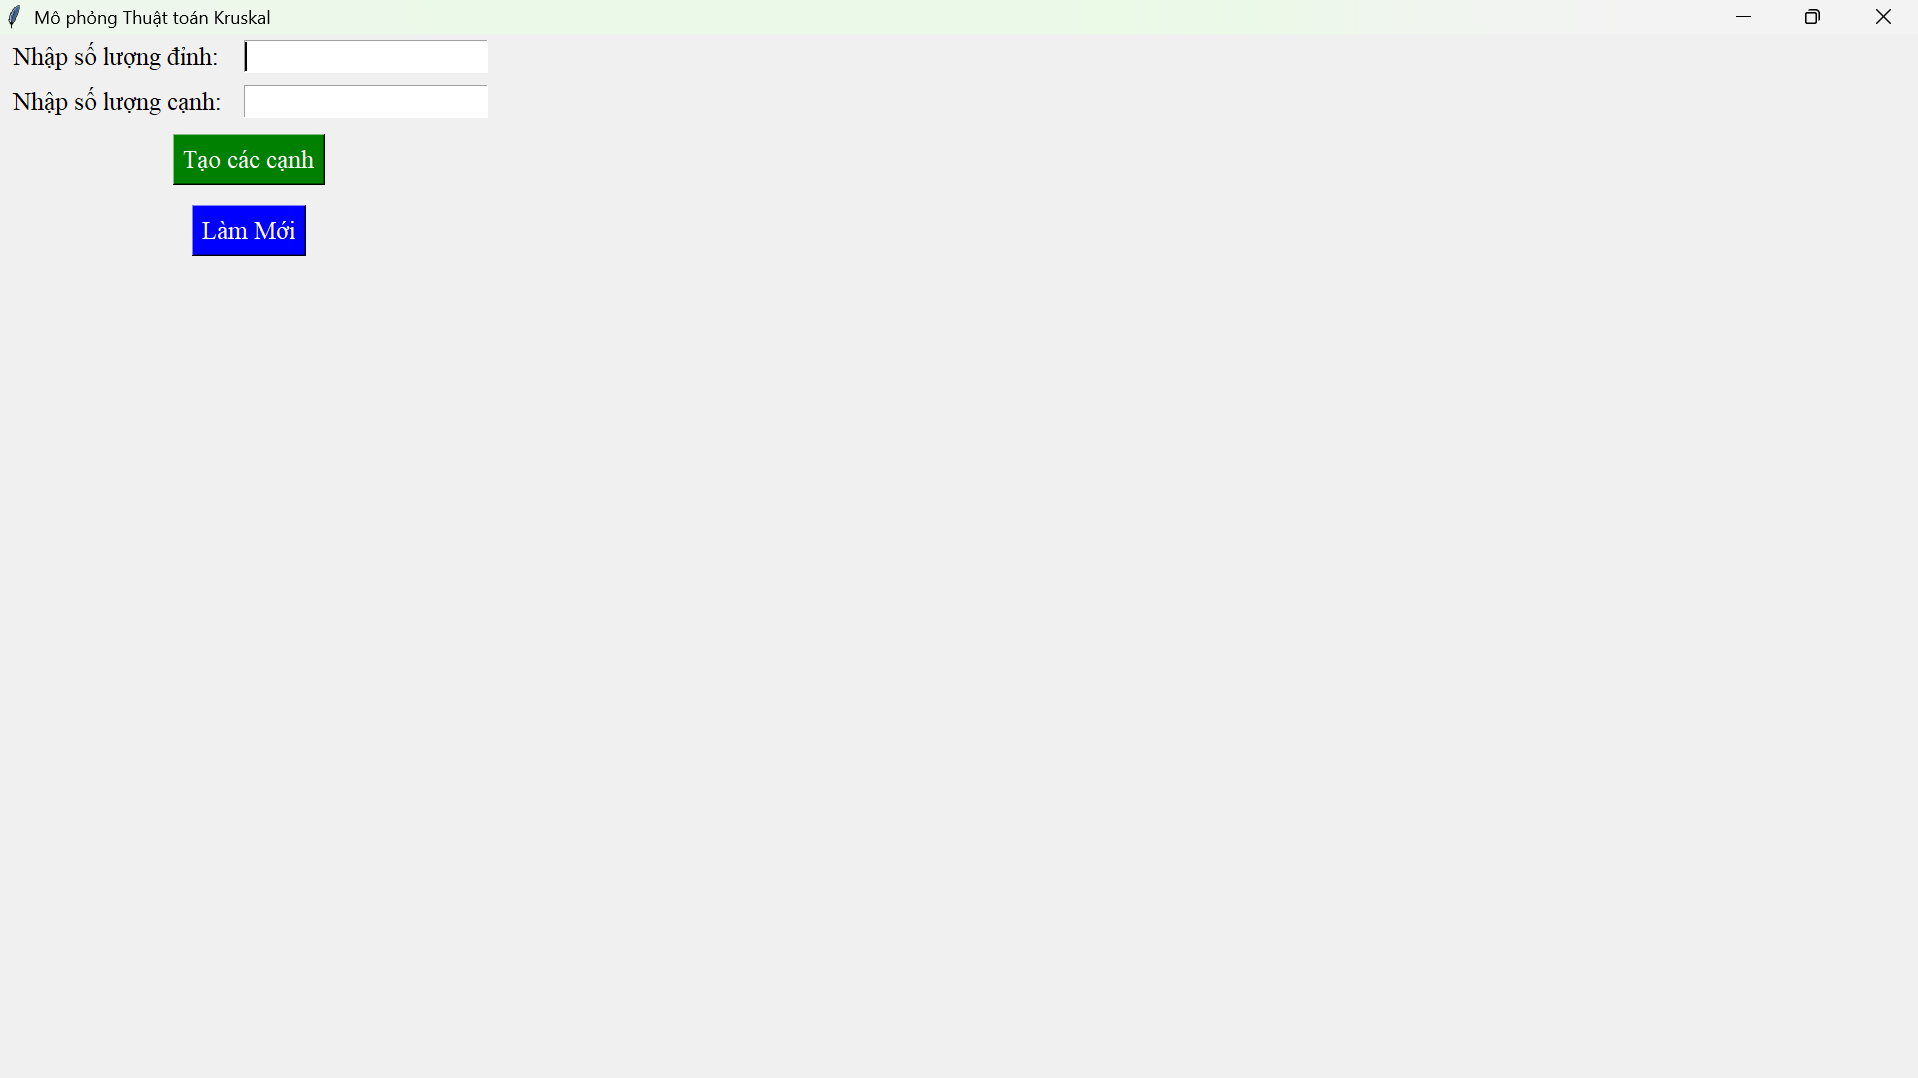 Mô phỏng Thuật toán Kruskal
Nhập số lượng đỉnh:
Nhập số lượng cạnh:
Tạo các cạnh
Làm Mới